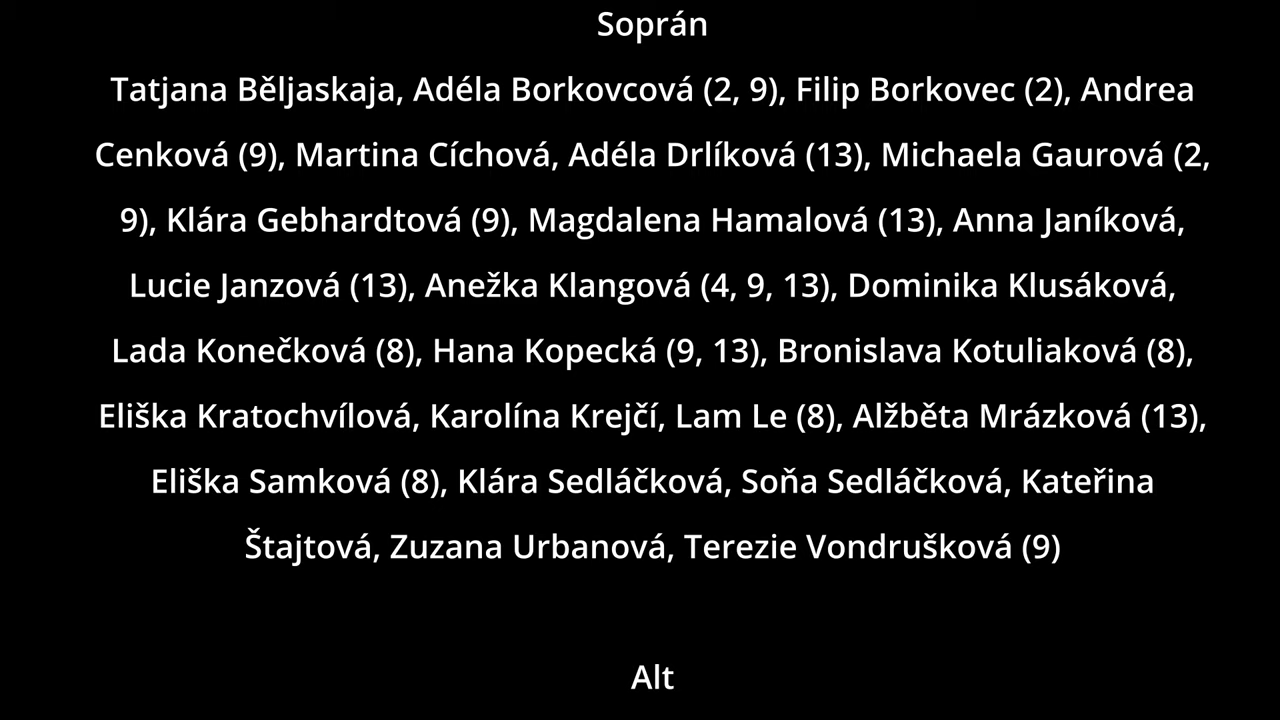 Soprán
Tatjana Běljaskaja, Adéla Borkovcová (2, 9), Filip Borkovec (2), Andrea
Cenková (9), Martina Cíchová, Adéla Drlíková (13), Michaela Gaurová (2,
9), Klára Gebhardtová (9), Magdalena Hamalová (13), Anna Janíková,
Lucie Janzová (13), Anežka Klangová (4, 9, 13), Dominika Klusáková,
Lada Konečková (8), Hana Kopecká (9, 13), Bronislava Kotuliaková (8),
Eliška Kratochvílová, Karolína Krejčí, Lam Le (8), Alžběta Mrázková (13),
Eliška Samková (8), Klára Sedláčková, Soňa Sedláčková, Kateřina
Štajtová, Zuzana Urbanová, Terezie Vondrušková (9)
Alt